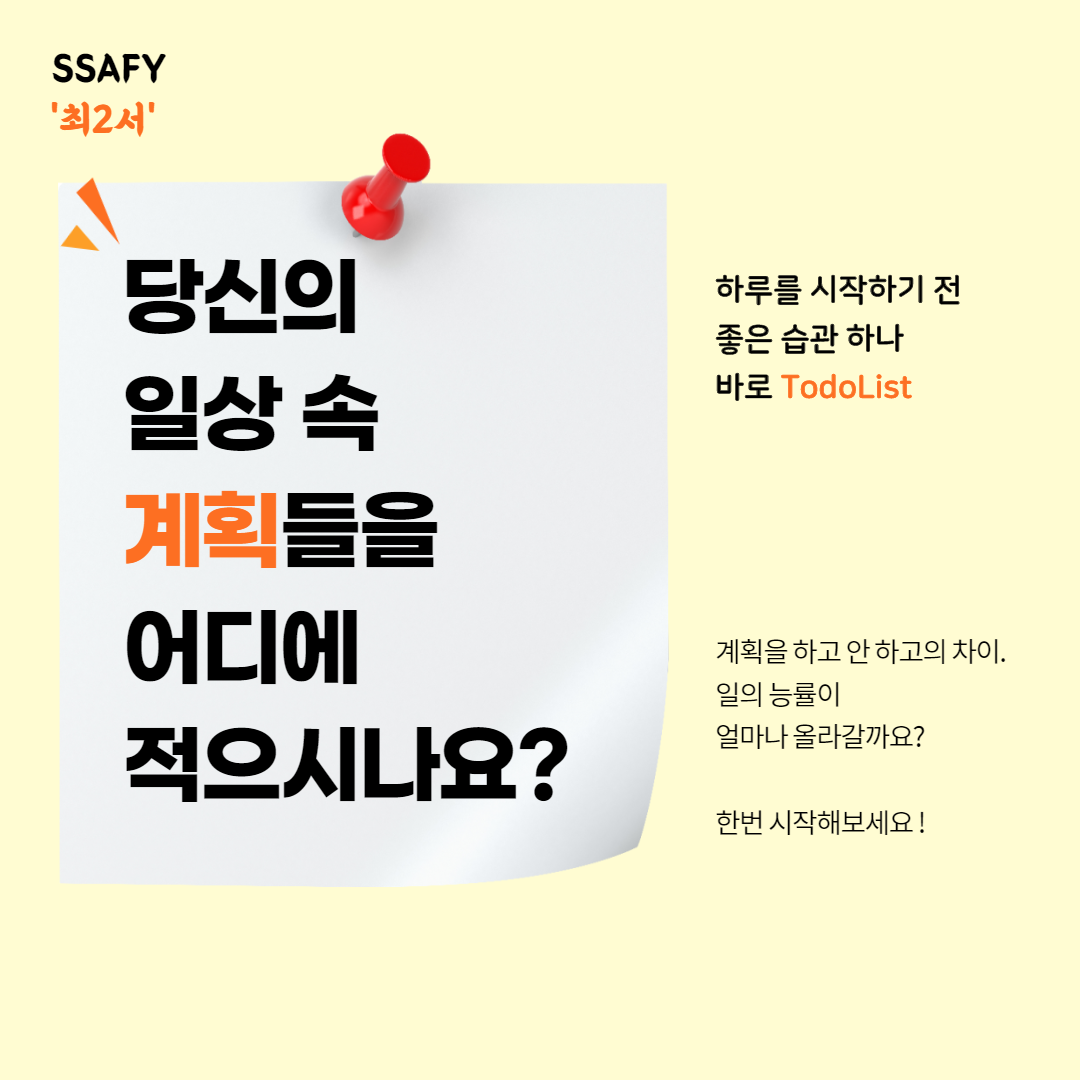 SSAFY
'최2서'
당신의
일상 속
계획들을
어디에
적으시나요?
하루를 시작하기 전
좋은 습관 하나
바로 TodoList
계획을 하고 안 하고의 차이.
일의 능률이
얼마나 올라갈까요?
한번 시작해보세요 !